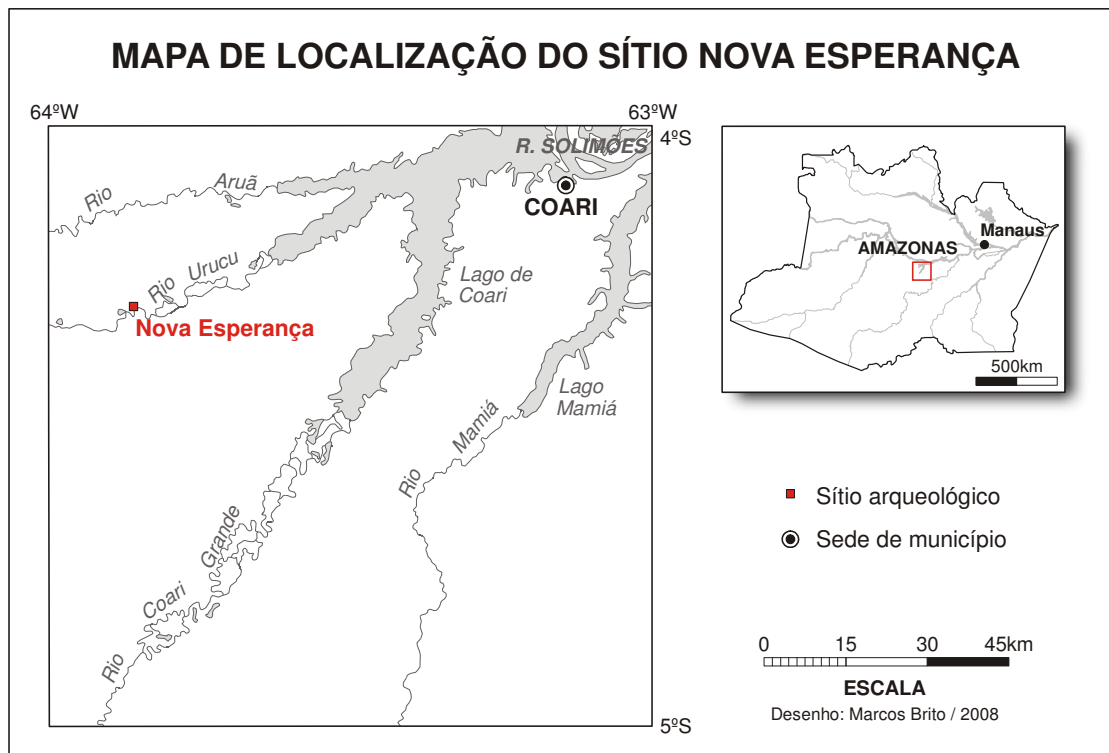 MAPA DE LOCALIZAÇÃO DO SÍTIO NOVA ESPERANÇA
64ºW
63ºW
4ºS
R. SOLIMÕES
Rio Aruã
COARI
Rio Urucu
Lago de
Coari
Nova Esperança
Lago
Mamiá
Rio Mamiá
Rio Coari Grande
5ºS
Manaus
AMAZONAS
500km
Sítio arqueológico
Sede de município
0 15 30 45km
ESCALA
Desenho: Marcos Brito / 2008